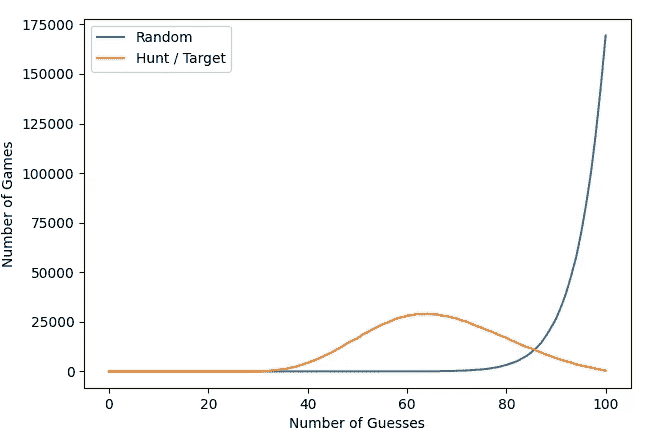 175000
150000
125000
100000
75000
50000
25000
0
Number of Games
Random
Hunt / Target
0 20 40 60 80 100
Number of Guesses